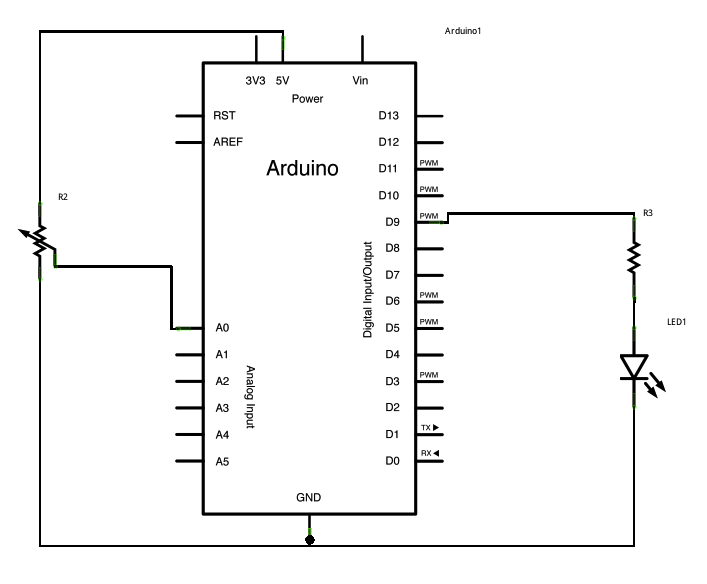 Arduino1
3V3 5V Vin
Power
RST D13
AREF D12
Arduino
D11 PWM
D10 PWM
R2
D9 PWM
R3
D8
D7
Digital Input/Output
D6 PWM
A0 D5 PWM
LED1
A1 D4
A2 D3 PWM
Analog Input
A3 D2
A4 D1 TX
A5 D0 RX
GND